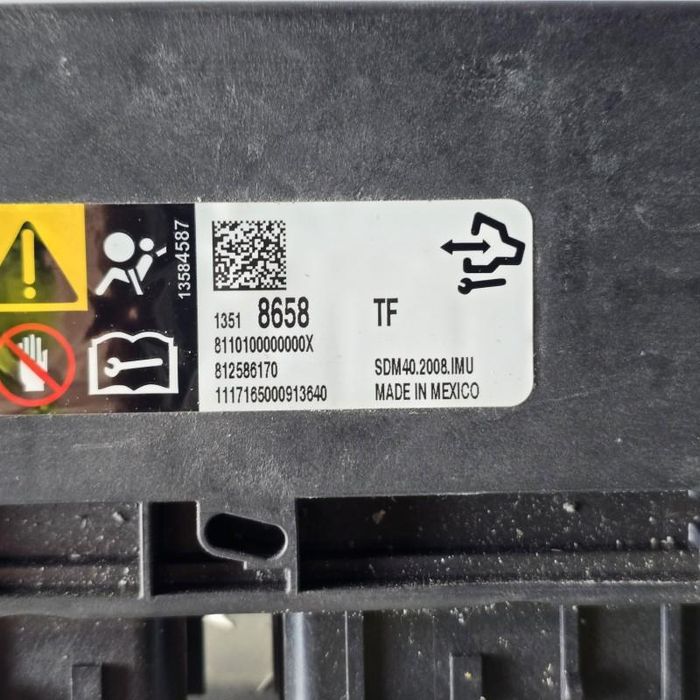 13584587
1351 8658 TF
8110100000000X
812586170 SDM40.2008.IMU
1117165000913640 MADE IN MEXICO